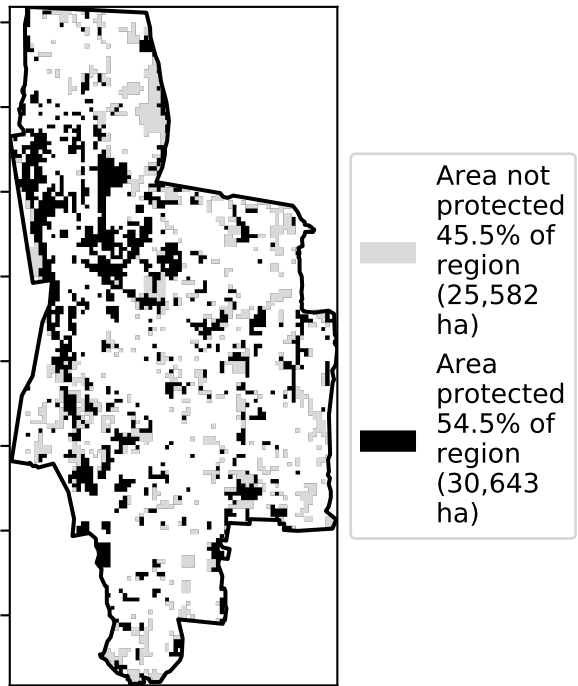 Area not
protected
45.5% of
region
(25,582
ha)
Area
protected
54.5% of
region
(30,643
ha)